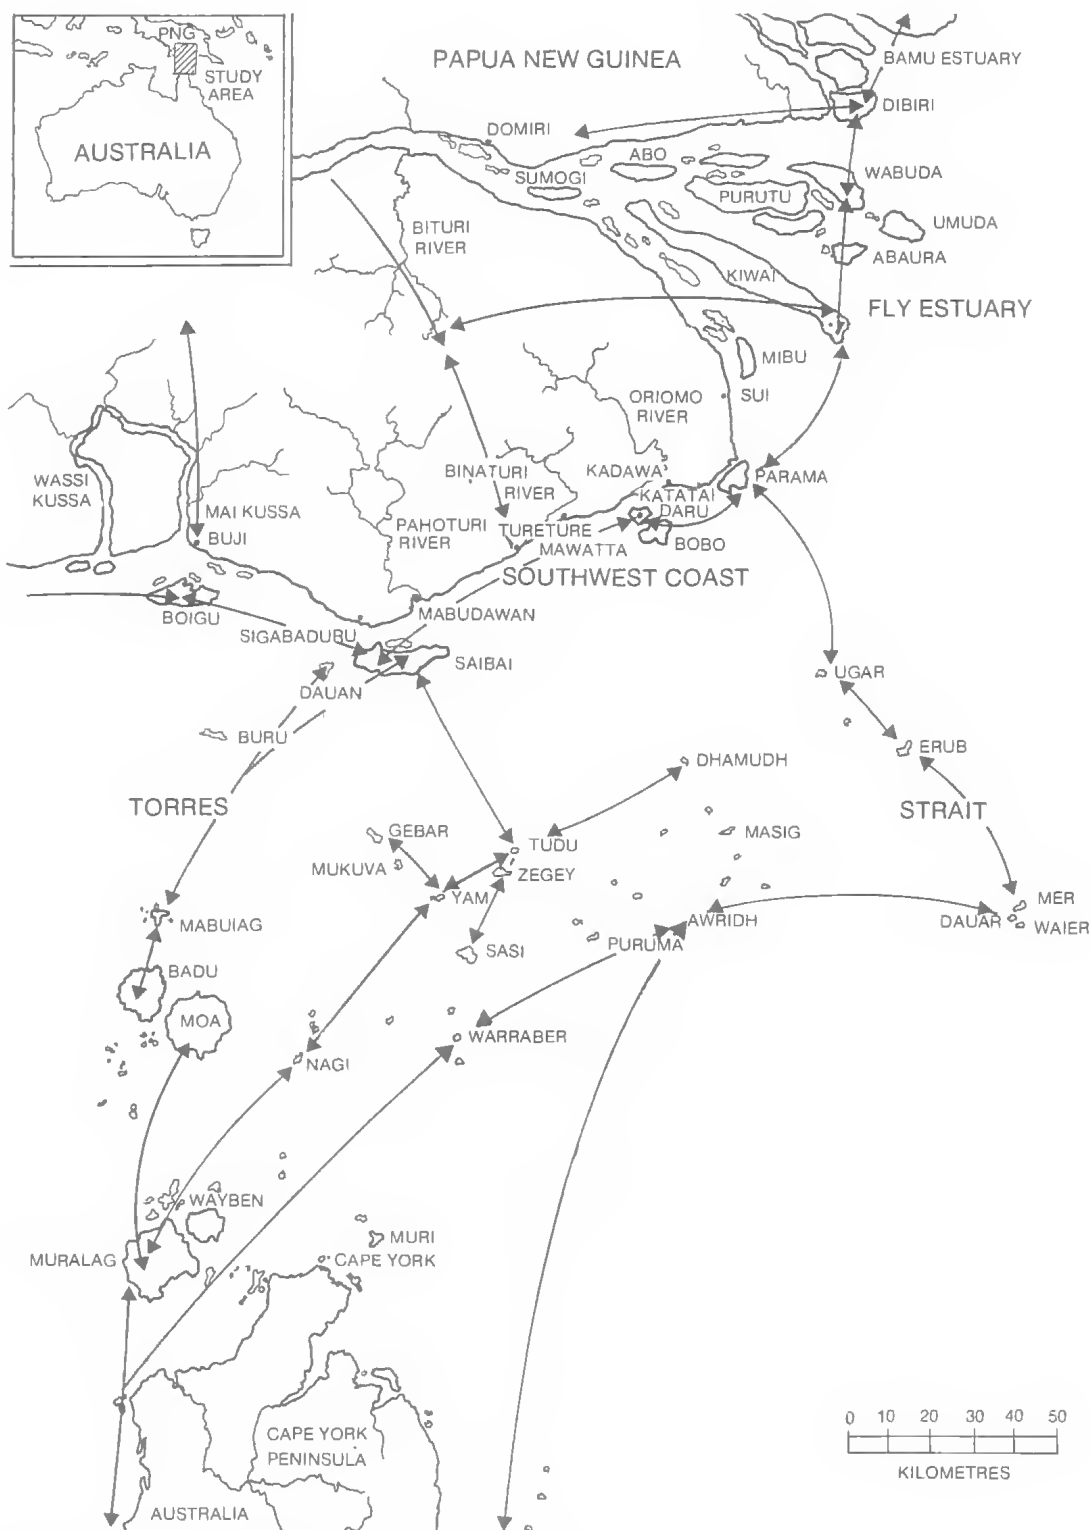 PNG
STUDY
AREA
AUSTRALIA
PAPUA NEW GUINEA
BAMU ESTUARY
DIBIRI
DOMIRI
ABO
SUMOGI
WABUDA
PURUTU
UMUDA
ABAURA
BITURI
RIVER
KIWAI
FLY ESTUARY
MIBU
SUI
ORIOMO
RIVER
WASSI
KUSSA
MAI KUSSA
BUJI
BINATURI
RIVER
KADAWA
PARAMA
KATATAI
DARU
PAHOTURI
RIVER
TURETURE
MAWATTA
BOBO
SOUTHWEST COAST
BOIGU
MABUDAWAN
SIGABADURU
SAIBAI
DAUAN
UGAR
BURU
ERUB
DHAMUDH
TORRES
STRAIT
GEBAR
TUDU
MASIG
MUKUVA
ZEGEY
YAM
MER
MABUIAG
AWRIDH
DAUAR
WAIER
PURUMA
SASI
BADU
MOA
WARRABER
NAGI
WAYBEN
MURI
MURALAG
CAPE YORK
CAPE YORK
PENINSULA
AUSTRALIA
0 10 20 30 40 50
KILOMETRES